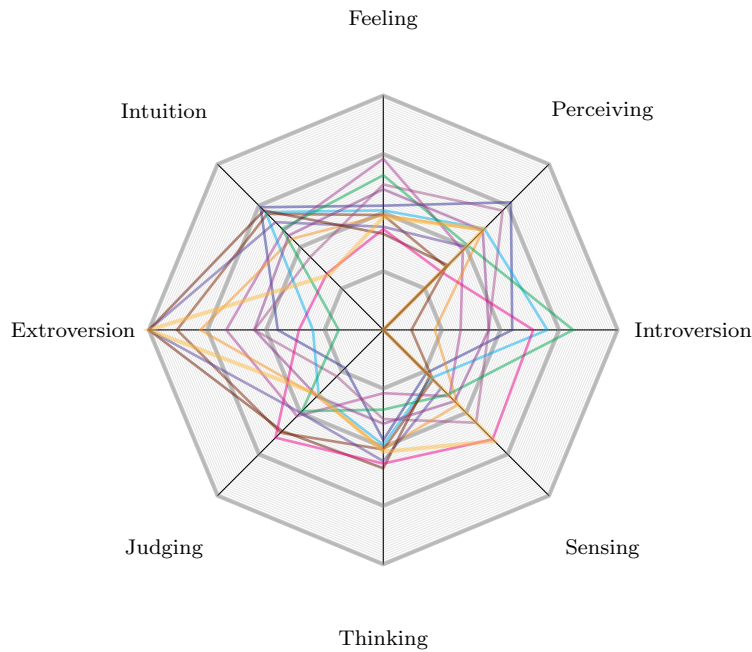 Feeling
Intuition
Perceiving
Extroversion
Introversion
Judging
Sensing
Thinking